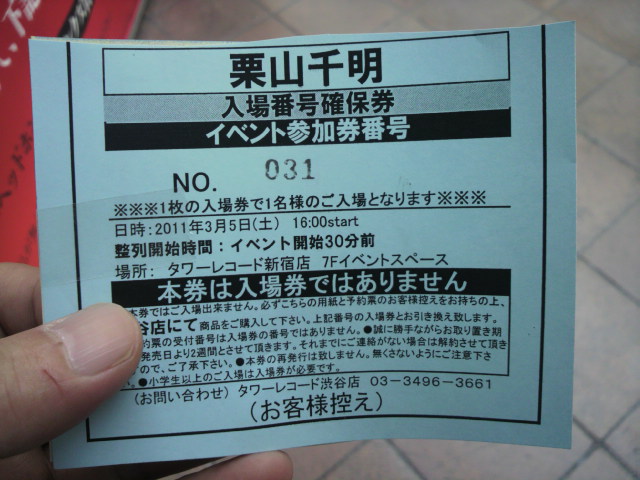 栗山千明
入場番号確保券
イベント参加券番号
NO. 031
※※※1枚の入場券で1名様のご入場となります※※※
日時:2011年3月5日(土) 16:00start
整列開始時間:イベント開始30分前
場所: タワーレコード新宿店 7Fイベントスペース
本券は入場券ではありません
本券ではご入場出来ません。必ずこちらの用紙と予約票のお客様控えをお持ちの上、
谷店にて商品をご購入して下さい。上記番号の入場券とお引き換え致します。
約票の受付番号は入場券の番号ではありません。●誠に勝手ながらお取り置き期
発売日より2週間とさせて頂きます。それまでにご連絡がない場合は解約させて頂
ので、ご了承下さい。●本券の再発行は致しません。無くさないようにご注意下さ
い。●小学生以上のご入場は入場券が必要です。
(お問い合わせ) タワーレコード渋谷店 03-3496-3661
(お客様控え)